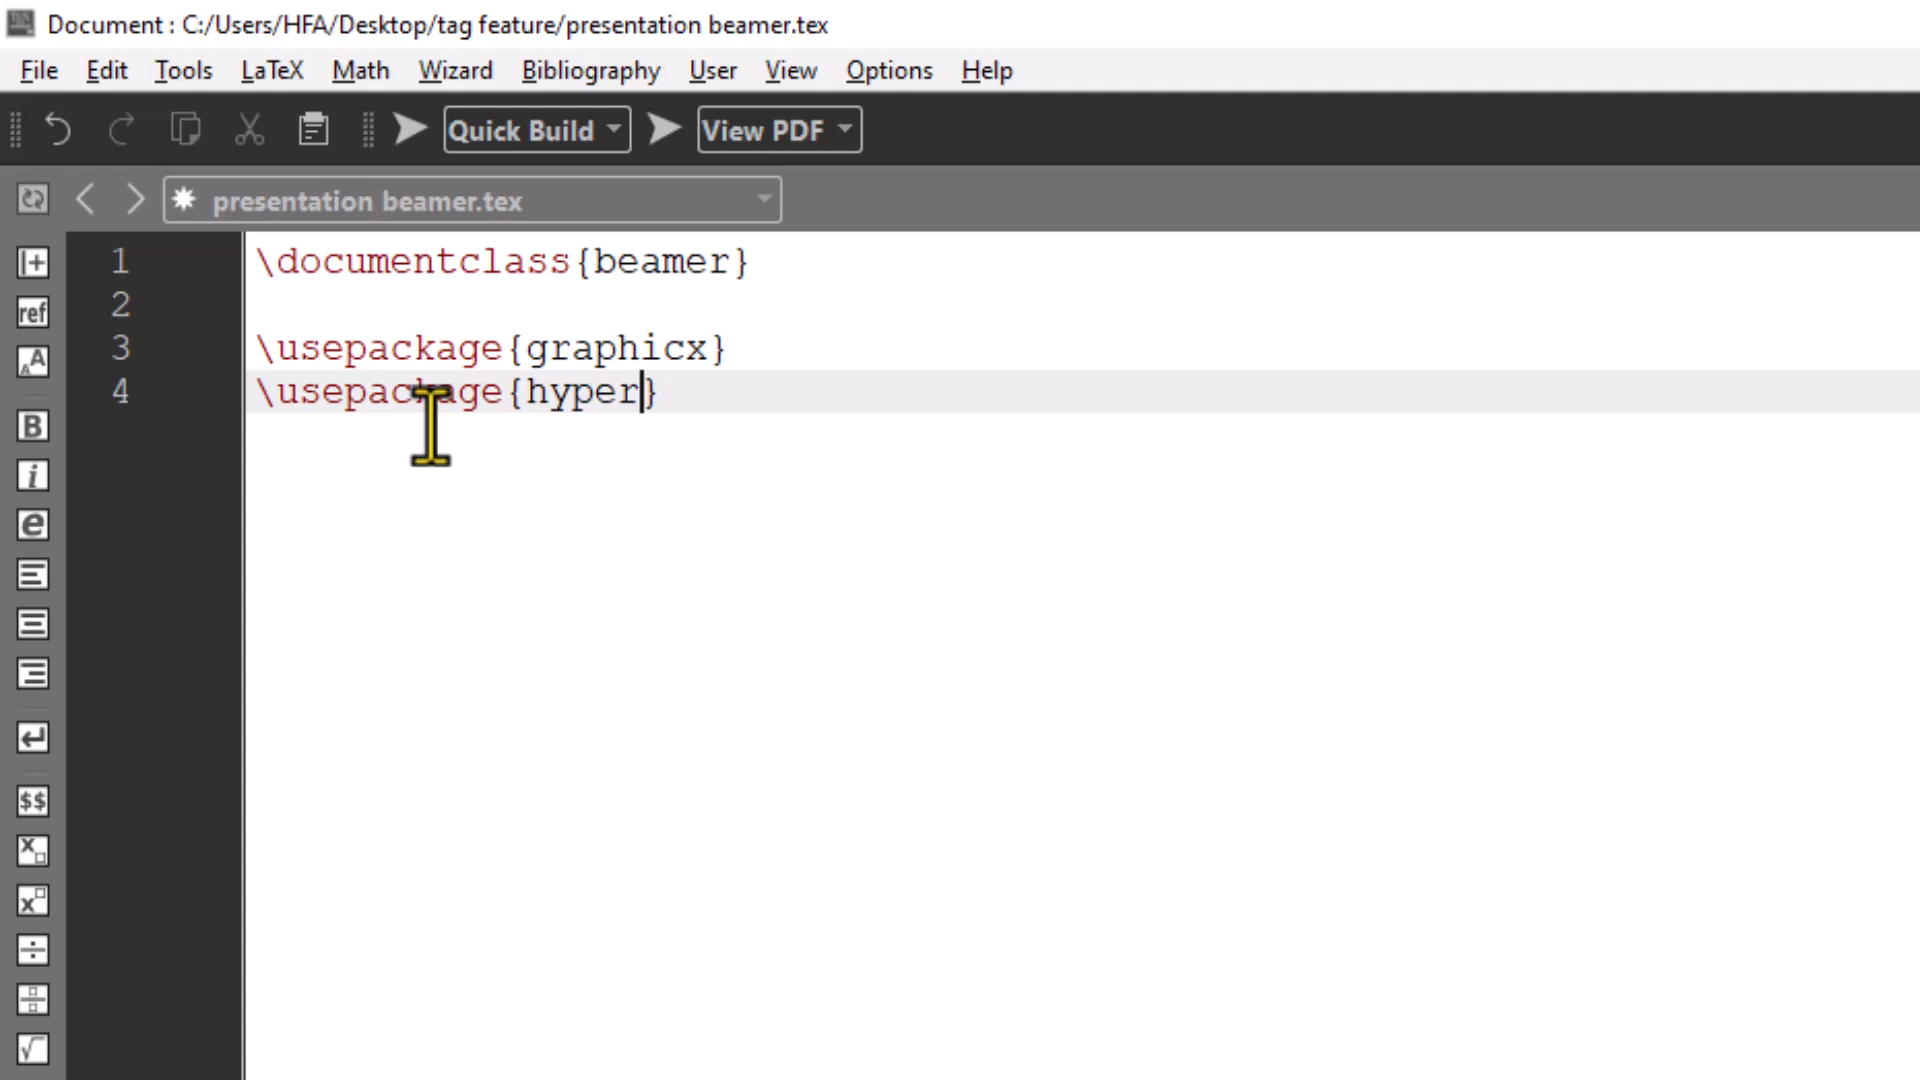 Document : C:/Users/HFA/Desktop/tag feature/presentation beamer.tex
File Edit Tools LaTeX Math Wizard Bibliography User View Options Help
Quick Build View PDF
presentation beamer.tex
1 \documentclass{beamer}
2
3 \usepackage{graphicx}
4 \usepackage{hyper}
ref
A A
B
i
e
$$
x
x
÷
√